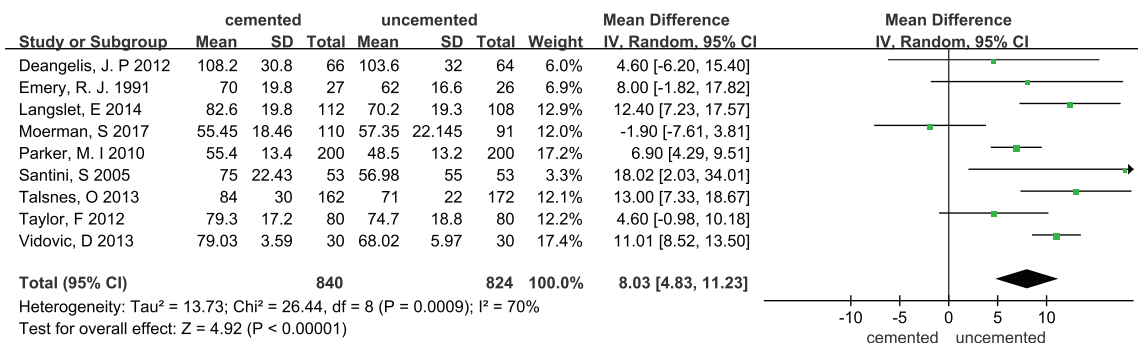 cemented uncemented Mean Difference Mean Difference
Study or Subgroup Mean SD Total Mean SD Total Weight IV, Random, 95% CI IV, Random, 95% CI
Deangelis, J. P 2012 108.2 30.8 66 103.6 32 64 6.0% 4.60 [-6.20, 15.40]
Emery, R. J. 1991 70 19.8 27 62 16.6 26 6.9% 8.00 [-1.82, 17.82]
Langslet, E 2014 82.6 19.8 112 70.2 19.3 108 12.9% 12.40 [7.23, 17.57]
Moerman, S 2017 55.45 18.46 110 57.35 22.145 91 12.0% -1.90 [-7.61, 3.81]
Parker, M. I 2010 55.4 13.4 200 48.5 13.2 200 17.2% 6.90 [4.29, 9.51]
Santini, S 2005 75 22.43 53 56.98 55 53 3.3% 18.02 [2.03, 34.01]
Talsnes, O 2013 84 30 162 71 22 172 12.1% 13.00 [7.33, 18.67]
Taylor, F 2012 79.3 17.2 80 74.7 18.8 80 12.2% 4.60 [-0.98, 10.18]
Vidovic, D 2013 79.03 3.59 30 68.02 5.97 30 17.4% 11.01 [8.52, 13.50]
Total (95% CI) 840 824 100.0% 8.03 [4.83, 11.23]
Heterogeneity: Tau² = 13.73; Chi² = 26.44, df = 8 (P = 0.0009); I² = 70%
Test for overall effect: Z = 4.92 (P < 0.00001)
-10 -5 0 5 10
cemented uncemented